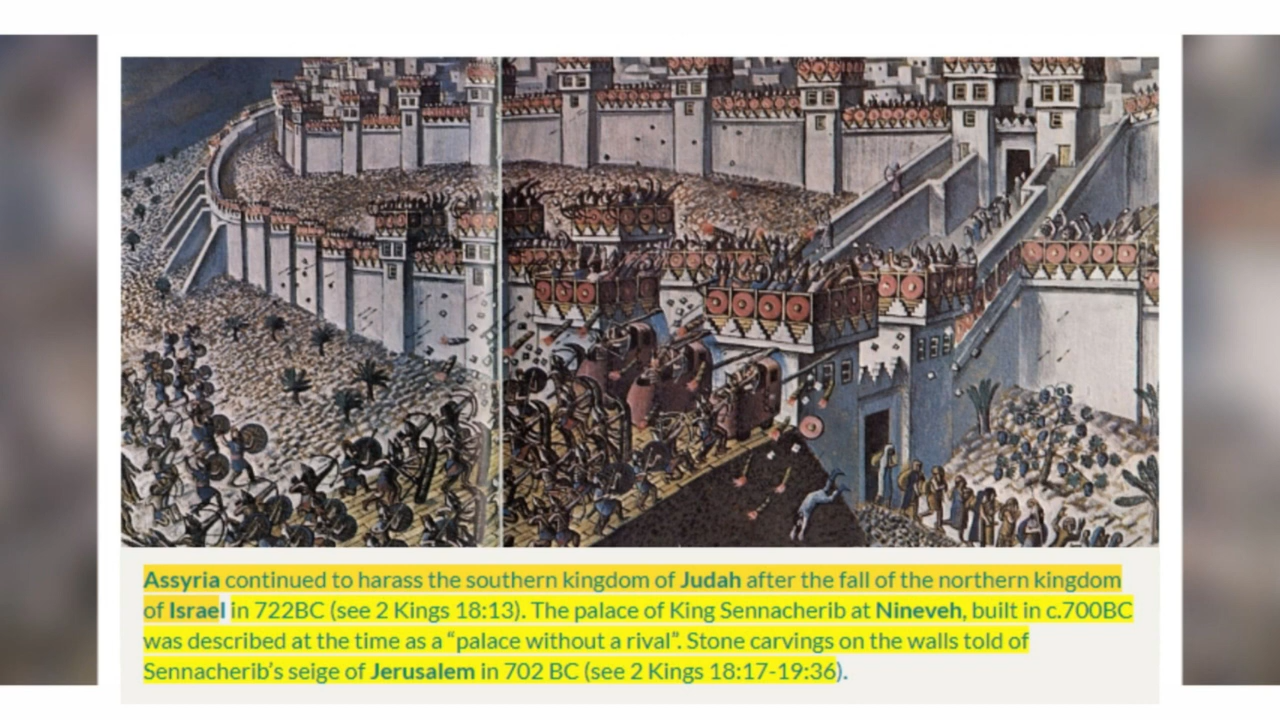 Assyria continued to harass the southern kingdom of Judah after the fall of the northern kingdom
of Israel in 722BC (see 2 Kings 18:13). The palace of King Sennacherib at Nineveh, built in c.700BC
was described at the time as a “palace without a rival”. Stone carvings on the walls told of
Sennacherib’s seige of Jerusalem in 702 BC (see 2 Kings 18:17-19:36).